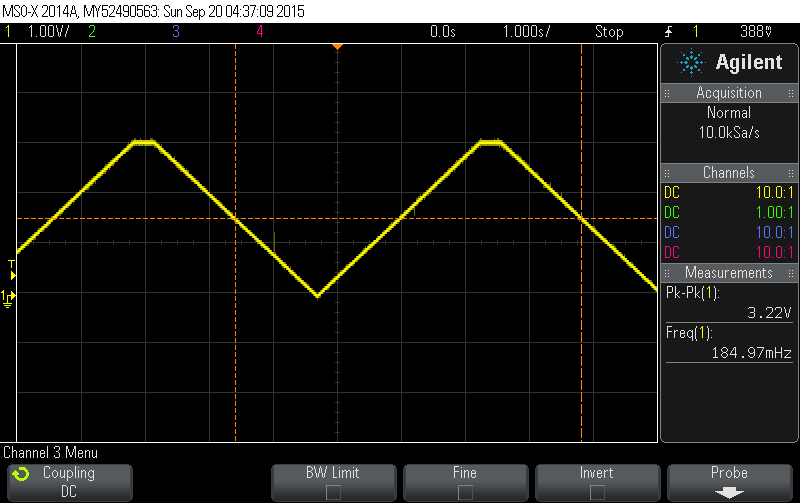 MSO-X 2014A, MY52490563: Sun Sep 20 04:37:09 2015
1 1.00V/ 2 3 4 0.0s 1.000s/ Stop 1 388mV
Agilent
Acquisition
Normal
10.0kSa/s
Channels
DC 10.0:1
DC 1.00:1
DC 10.0:1
DC 10.0:1
Measurements
Pk-Pk(1):
3.22V
Freq(1):
184.97mHz
T
1
Channel 3 Menu
Coupling
DC
BW Limit
Fine
Invert
Probe